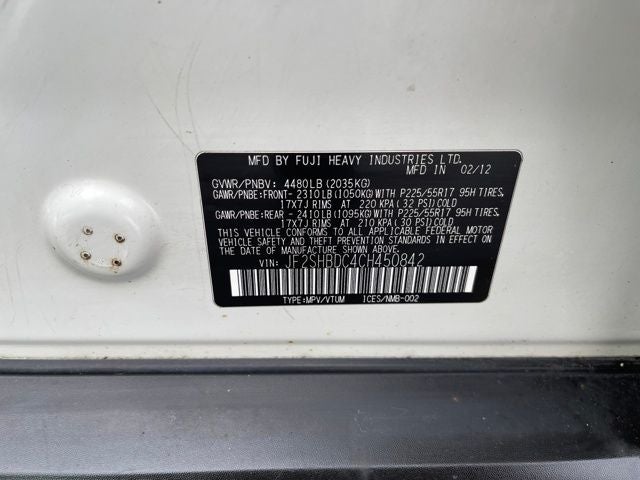 MFD BY FUJI HEAVY INDUSTRIES LTD.
MFD IN 02/12
GVWR/PNBV: 4480LB (2035KG)
GAWR/PNBE:FRONT- 2310LB(1050KG)WITH P225/55R17 95H TIRES,
17X7J RIMS AT 220 KPA (32 PSI)COLD
GAWR/PNBE:REAR - 2410LB(1095KG)WITH P225/55R17 95H TIRES,
17X7J RIMS AT 210 KPA (30 PSI)COLD
THIS VEHICLE CONFORMS TO ALL APPLICABLE FEDERAL MOTOR
VEHICLE SAFETY AND BUMPER STANDARDS IN EFFECT ON THE
DATE OF MANUFACTURE SHOWN ABOVE.
VIN: JF2SHBDC4CH450842
TYPE:MPV/VTUM ICES/NMB-002